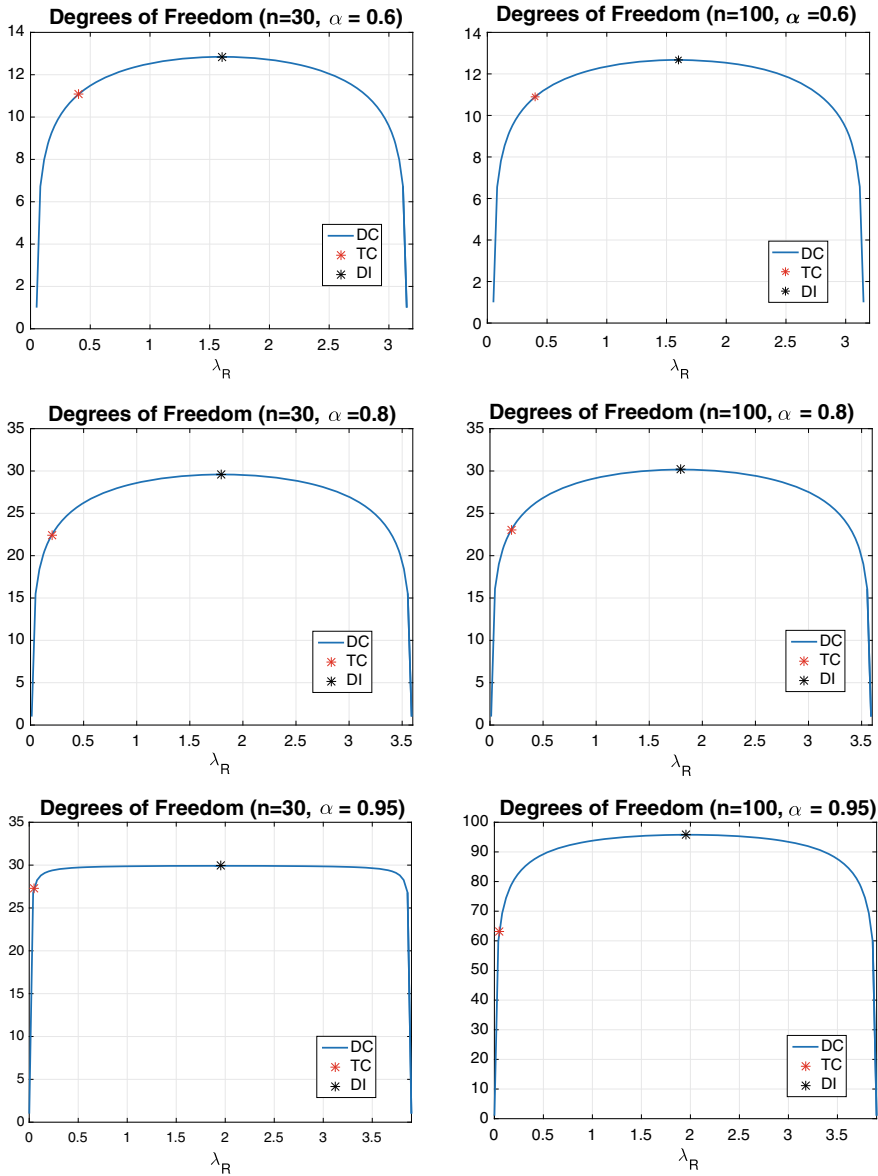 Degrees of Freedom (n=30, α = 0.6)
14
12
10
8
6
4
2
0
DC
TC
DI
0 0.5 1 1.5 2 2.5 3
λR
Degrees of Freedom (n=100, α =0.6)
14
12
10
8
6
4
2
0
DC
TC
DI
0 0.5 1 1.5 2 2.5 3
λR
Degrees of Freedom (n=30, α =0.8)
35
30
25
20
15
10
5
0
DC
TC
DI
0 0.5 1 1.5 2 2.5 3 3.5
λR
Degrees of Freedom (n=100, α = 0.8)
35
30
25
20
15
10
5
0
DC
TC
DI
0 0.5 1 1.5 2 2.5 3 3.5
λR
Degrees of Freedom (n=30, α = 0.95)
35
30
25
20
15
10
5
0
DC
TC
DI
0 0.5 1 1.5 2 2.5 3 3.5
λR
Degrees of Freedom (n=100, α = 0.95)
100
90
80
70
60
50
40
30
20
10
0
DC
TC
DI
0 0.5 1 1.5 2 2.5 3 3.5
λR